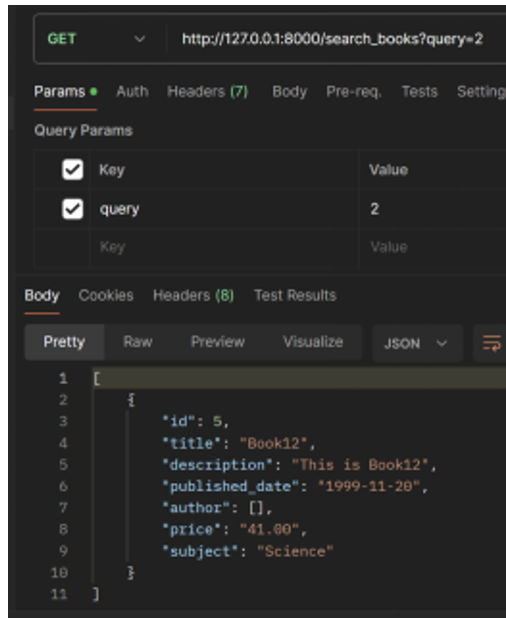 GET http://127.0.0.1:8000/search_books?query=2
Params Auth Headers (7) Body Pre-req. Tests Setting
Query Params
Key Value
query 2
Key Value
Body Cookies Headers (8) Test Results
Pretty Raw Preview Visualize JSON
1 [
2 {
3 "id": 5,
4 "title": "Book12",
5 "description": "This is Book12",
6 "published_date": "1999-11-20",
7 "author": [],
8 "price": "41.00",
9 "subject": "Science"
10 }
11 ]